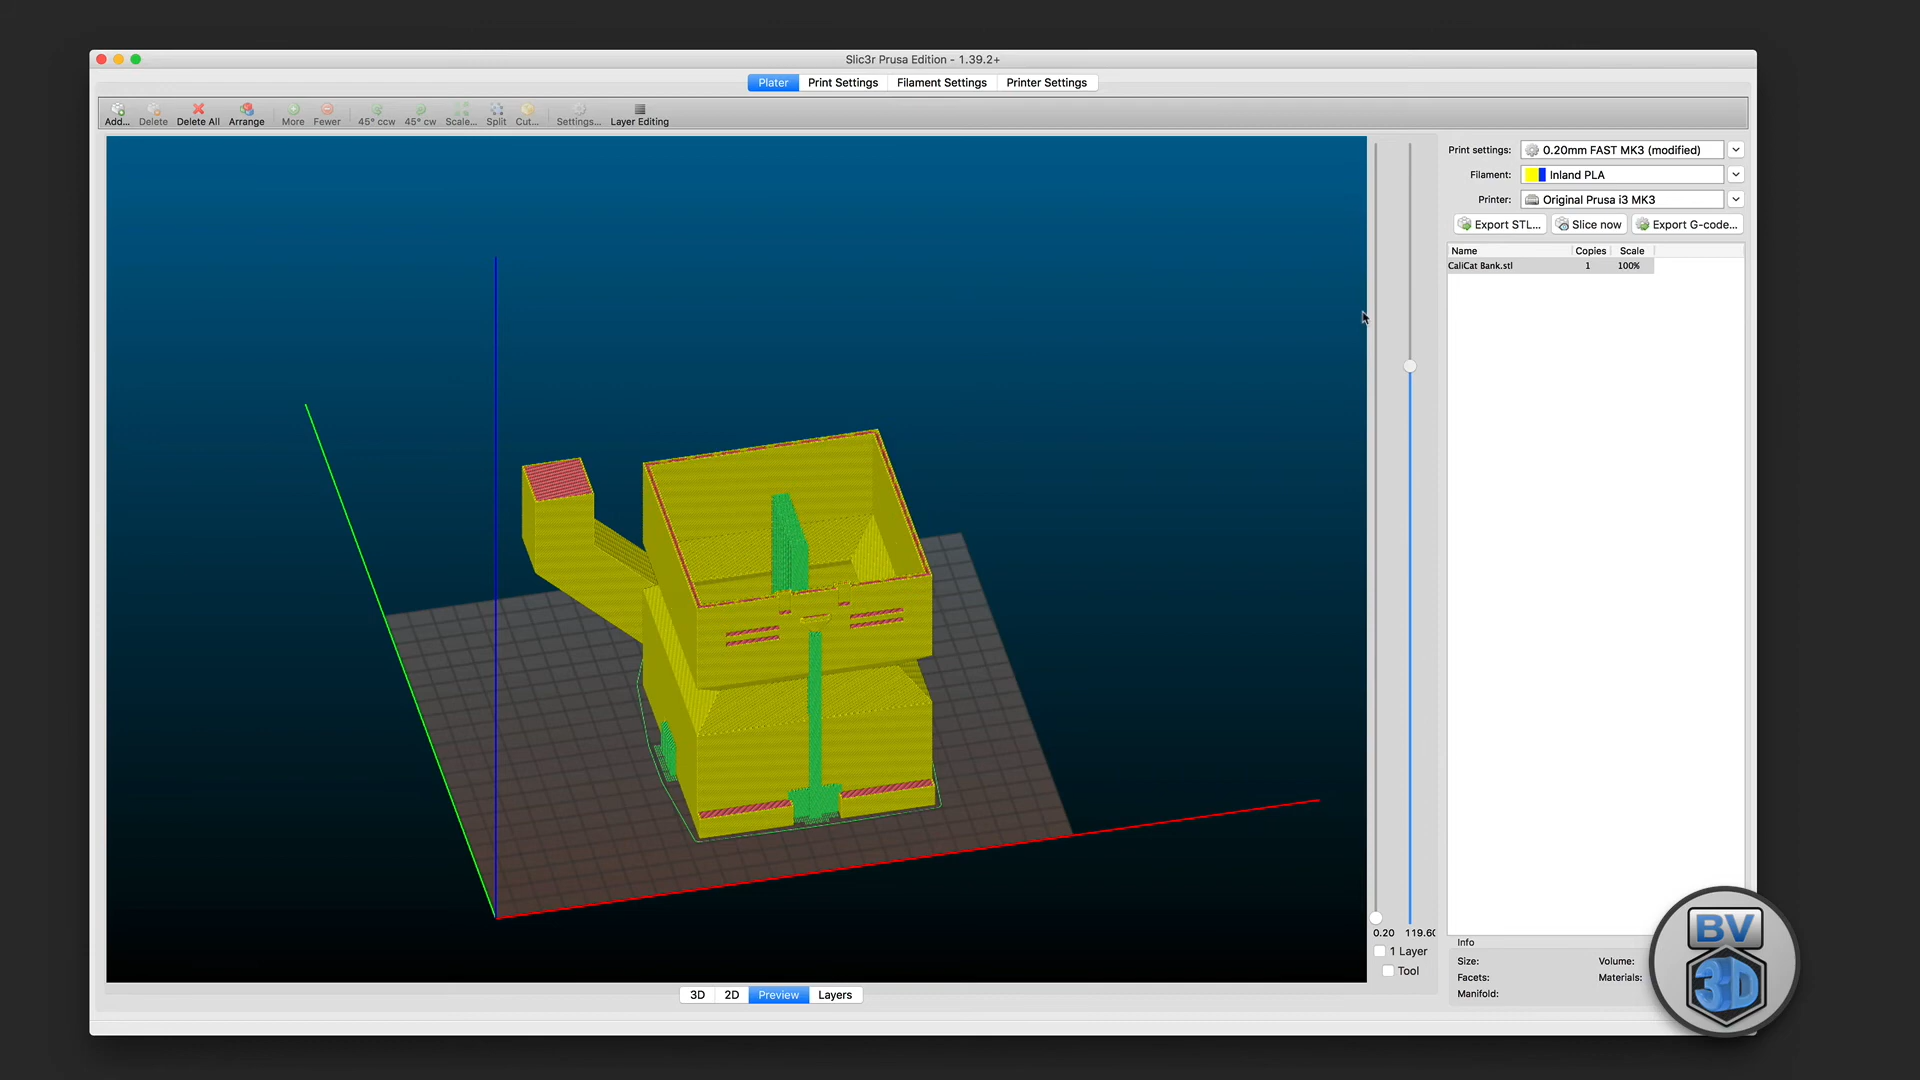 Slic3r Prusa Edition - 1.39.2+
Plater Print Settings Filament Settings Printer Settings
Add... Delete Delete All Arrange More Fewer 45° ccw 45° cw Scale... Split Cut... Settings... Layer Editing
Print settings: 0.20mm FAST MK3 (modified)
Filament: Inland PLA
Printer: Original Prusa i3 MK3
Export STL... Slice now Export G-code...
Name Copies Scale
CaliCat Bank.stl 1 100%
0.20 119.60
1 Layer
Tool
3D 2D Preview Layers
Info
Size: Volume:
Facets: Materials:
Manifold:
BV
3D